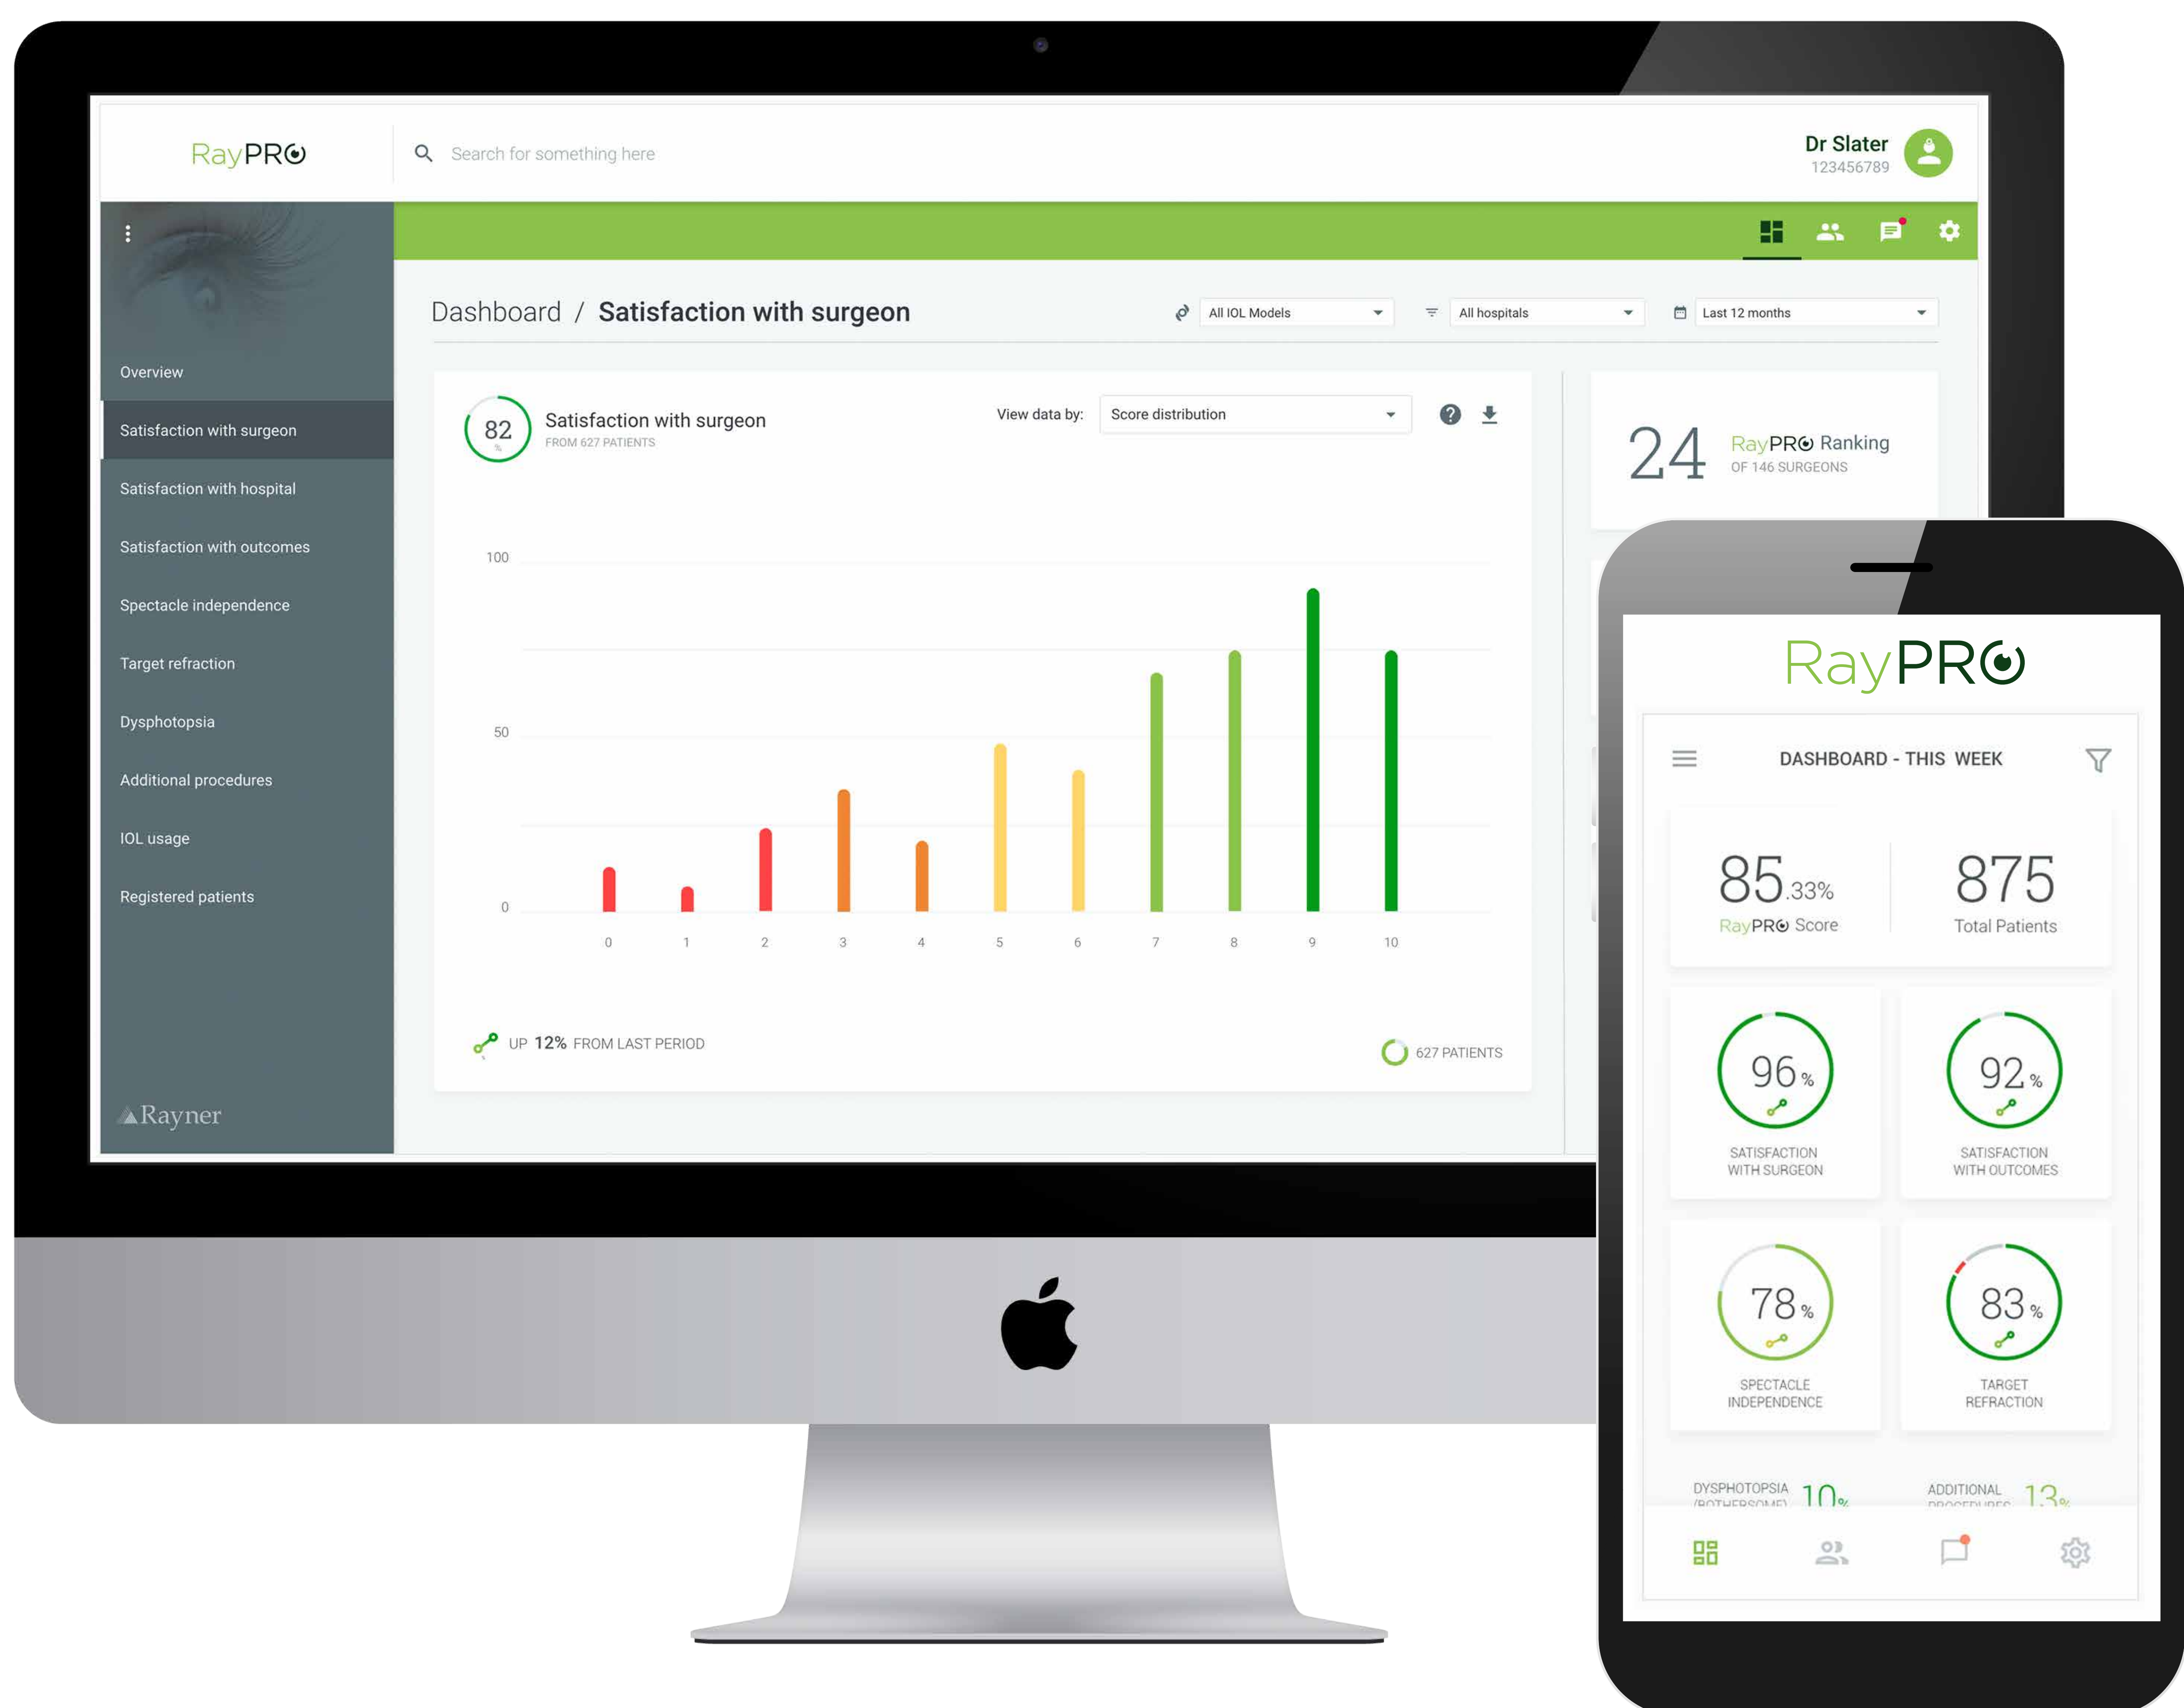 RayPRO
Search for something here
Dr Slater
123456789
Overview
Satisfaction with surgeon
Satisfaction with hospital
Satisfaction with outcomes
Spectacle independence
Target refraction
Dysphotopsia
Additional procedures
IOL usage
Registered patients
Rayner
Dashboard / Satisfaction with surgeon
All IOL Models
All hospitals
Last 12 months
82
%
Satisfaction with surgeon
FROM 627 PATIENTS
View data by:
Score distribution
100
50
0
0 1 2 3 4 5 6 7 8 9 10
UP 12% FROM LAST PERIOD
627 PATIENTS
24
RayPRO Ranking
OF 146 SURGEONS
RayPRO
DASHBOARD - THIS WEEK
85.33%
RayPRO Score
875
Total Patients
96%
SATISFACTION
WITH SURGEON
92%
SATISFACTION
WITH OUTCOMES
78%
SPECTACLE
INDEPENDENCE
83%
TARGET
REFRACTION
DYSPHOTOPSIA
(BOTHERSOME)
10%
ADDITIONAL
PROCEDURES
13%